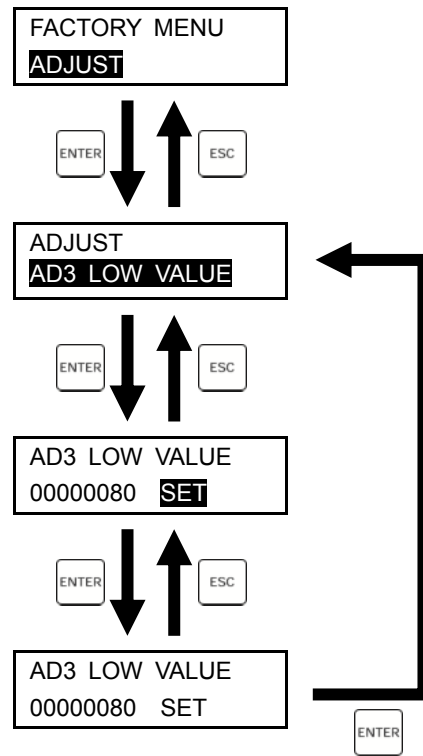 FACTORY MENU
ADJUST
ENTER
ESC
ADJUST
AD3 LOW VALUE
ENTER
ESC
AD3 LOW VALUE
00000080 SET
ENTER
ESC
AD3 LOW VALUE
00000080 SET
ENTER